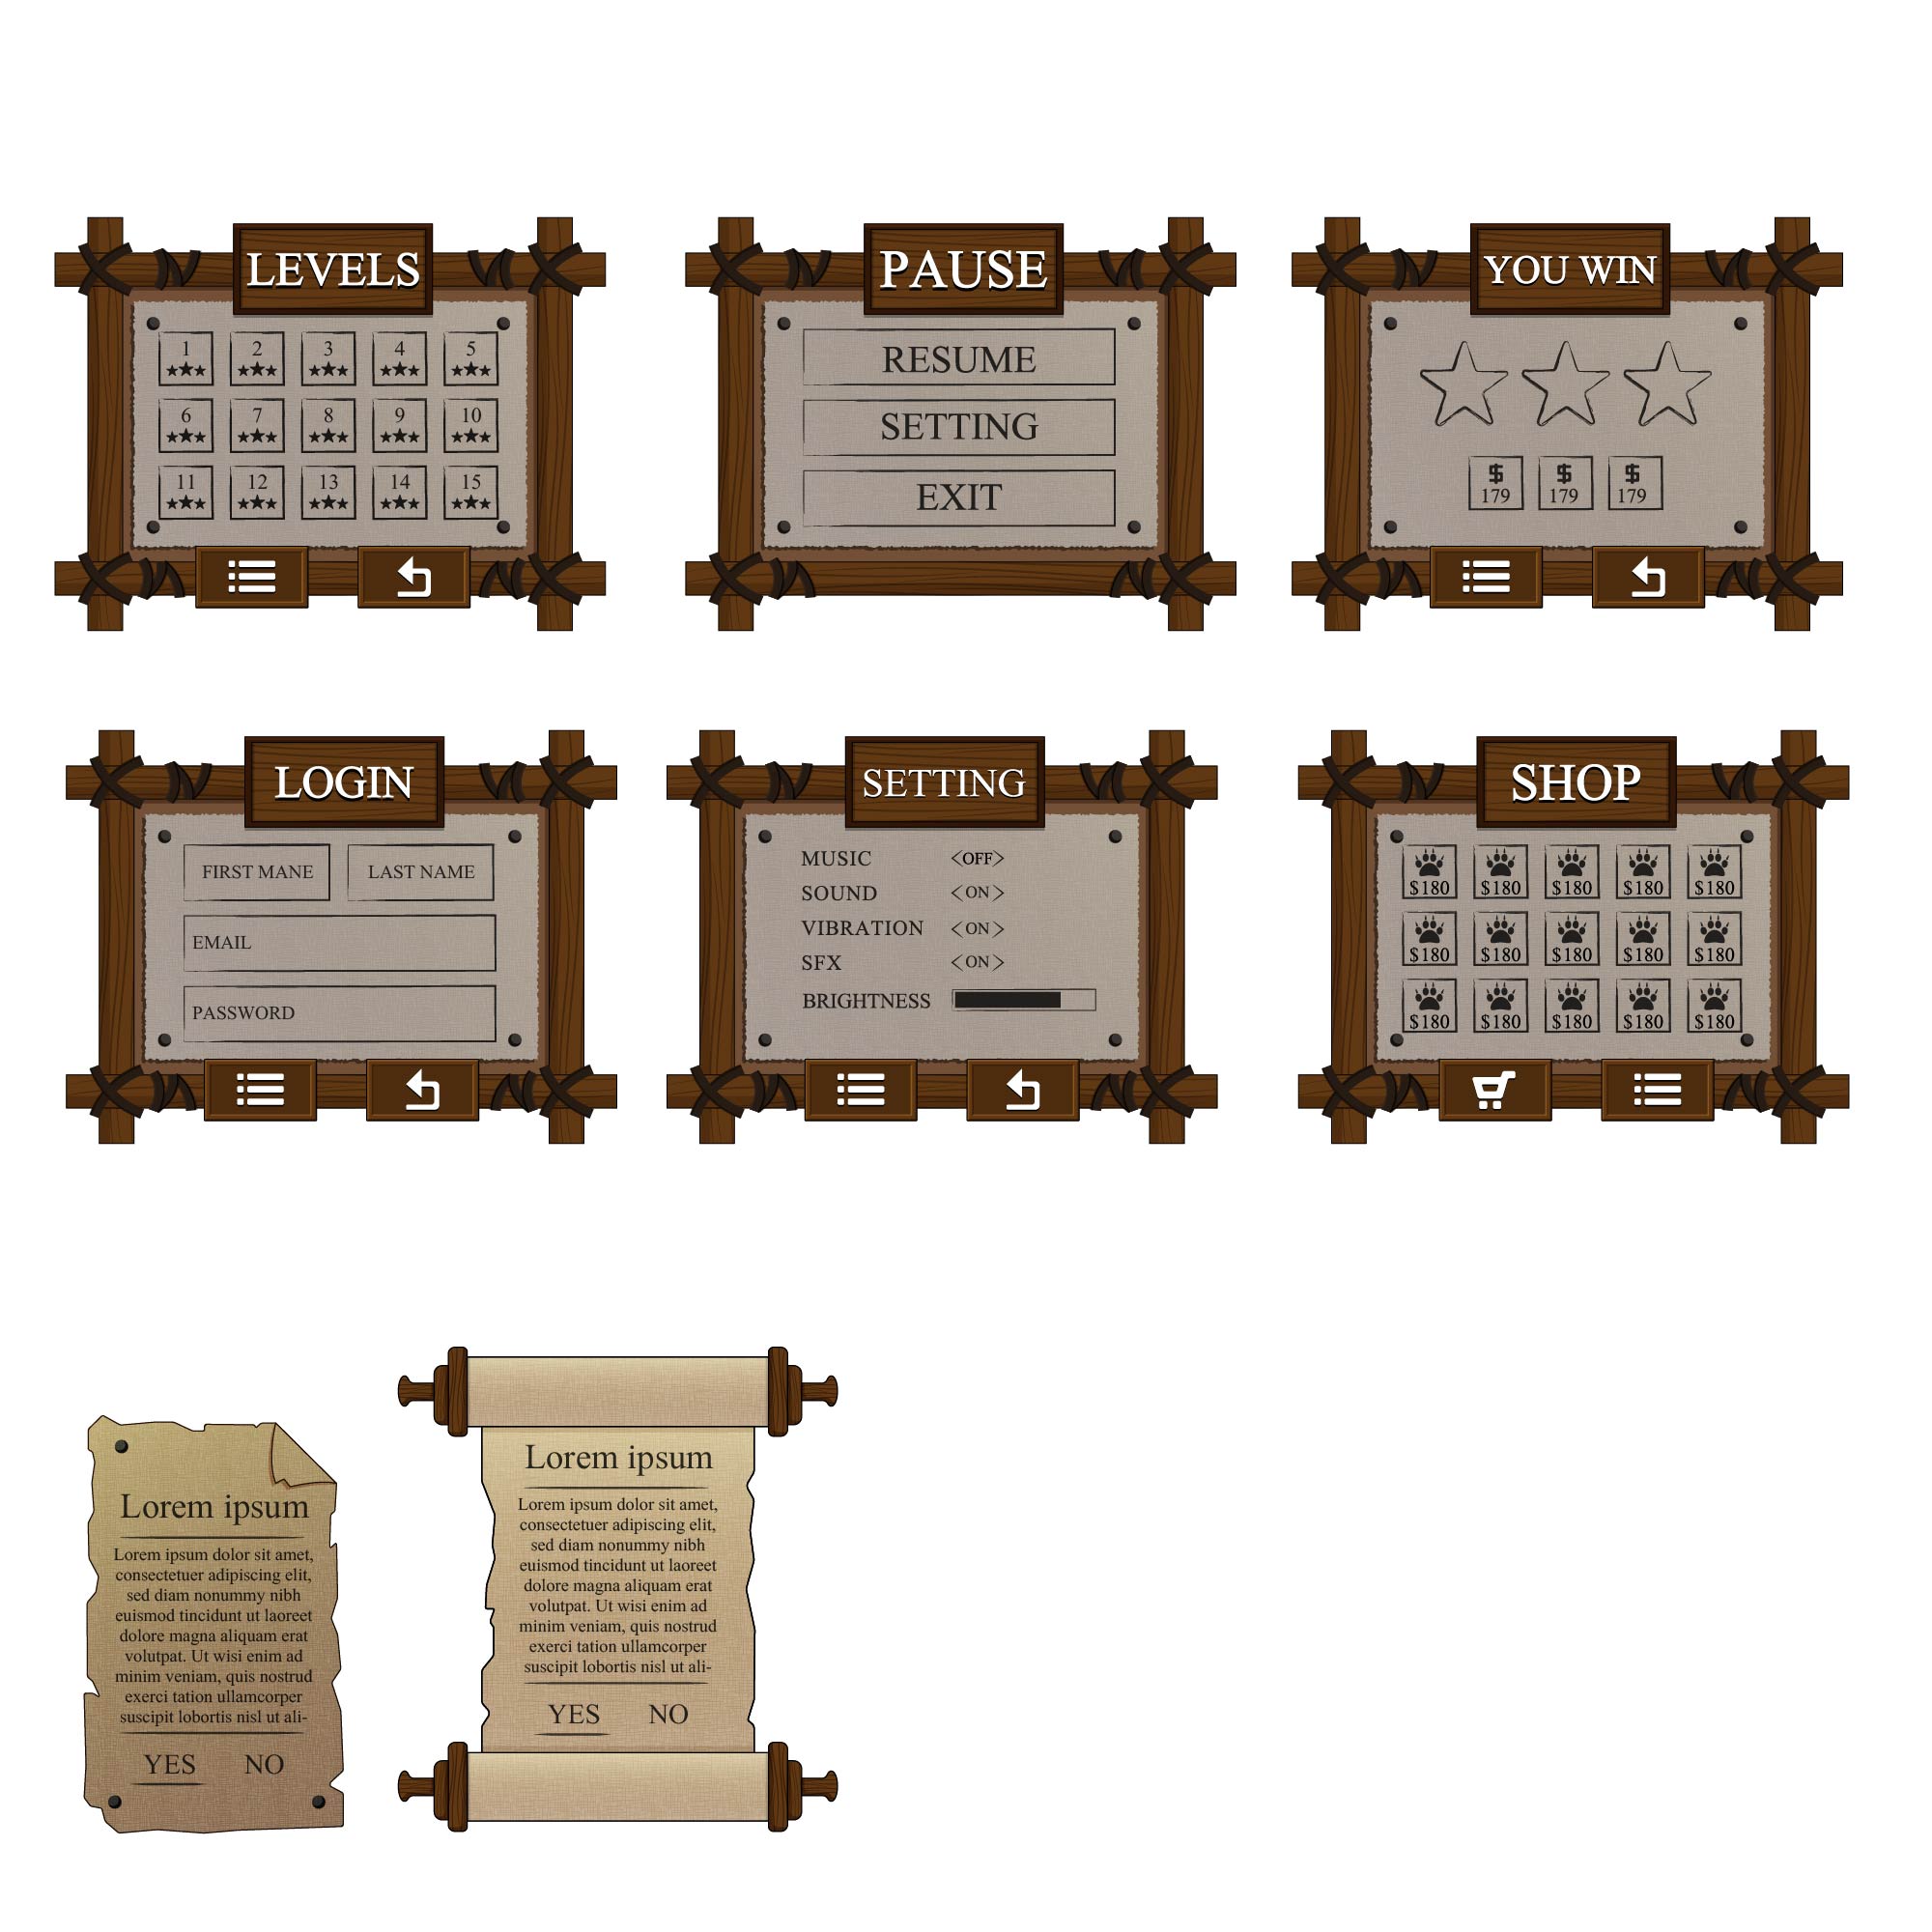 LEVELS
1 2 3 4 5
6 7 8 9 10
11 12 13 14 15
PAUSE
RESUME
SETTING
EXIT
YOU WIN
$ $ $
179 179 179
LOGIN
FIRST MANE LAST NAME
EMAIL
PASSWORD
SETTING
MUSIC <OFF>
SOUND <ON>
VIBRATION <ON>
SFX <ON>
BRIGHTNESS
SHOP
$180 $180 $180 $180 $180
$180 $180 $180 $180 $180
$180 $180 $180 $180 $180
Lorem ipsum
Lorem ipsum dolor sit amet,
consectetuer adipiscing elit,
sed diam nonummy nibh
euismod tincidunt ut laoreet
dolore magna aliquam erat
volutpat. Ut wisi enim ad
minim veniam, quis nostrud
exerci tation ullamcorper
suscipit lobortis nisl ut ali-
YES NO
Lorem ipsum
Lorem ipsum dolor sit amet,
consectetuer adipiscing elit,
sed diam nonummy nibh
euismod tincidunt ut laoreet
dolore magna aliquam erat
volutpat. Ut wisi enim ad
minim veniam, quis nostrud
exerci tation ullamcorper
suscipit lobortis nisl ut ali-
YES NO